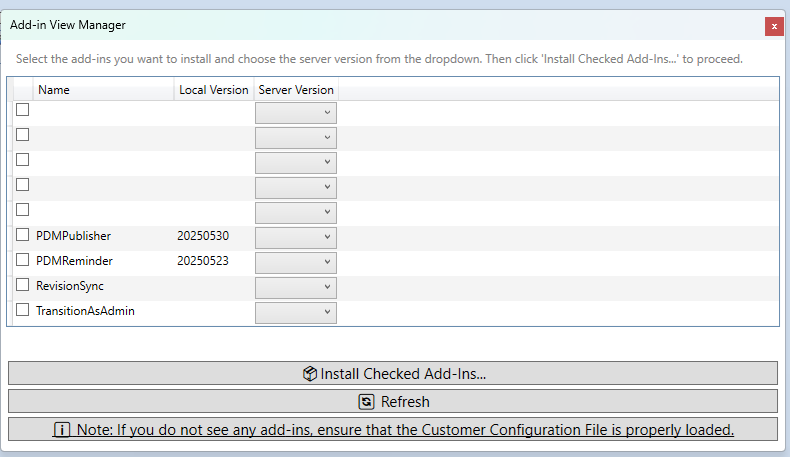 Add-in View Manager
x
Select the add-ins you want to install and choose the server version from the dropdown. Then click 'Install Checked Add-Ins...' to proceed.
Name Local Version Server Version
PDMPublisher 20250530
PDMReminder 20250523
RevisionSync
TransitionAsAdmin
Install Checked Add-Ins...
Refresh
i Note: If you do not see any add-ins, ensure that the Customer Configuration File is properly loaded.